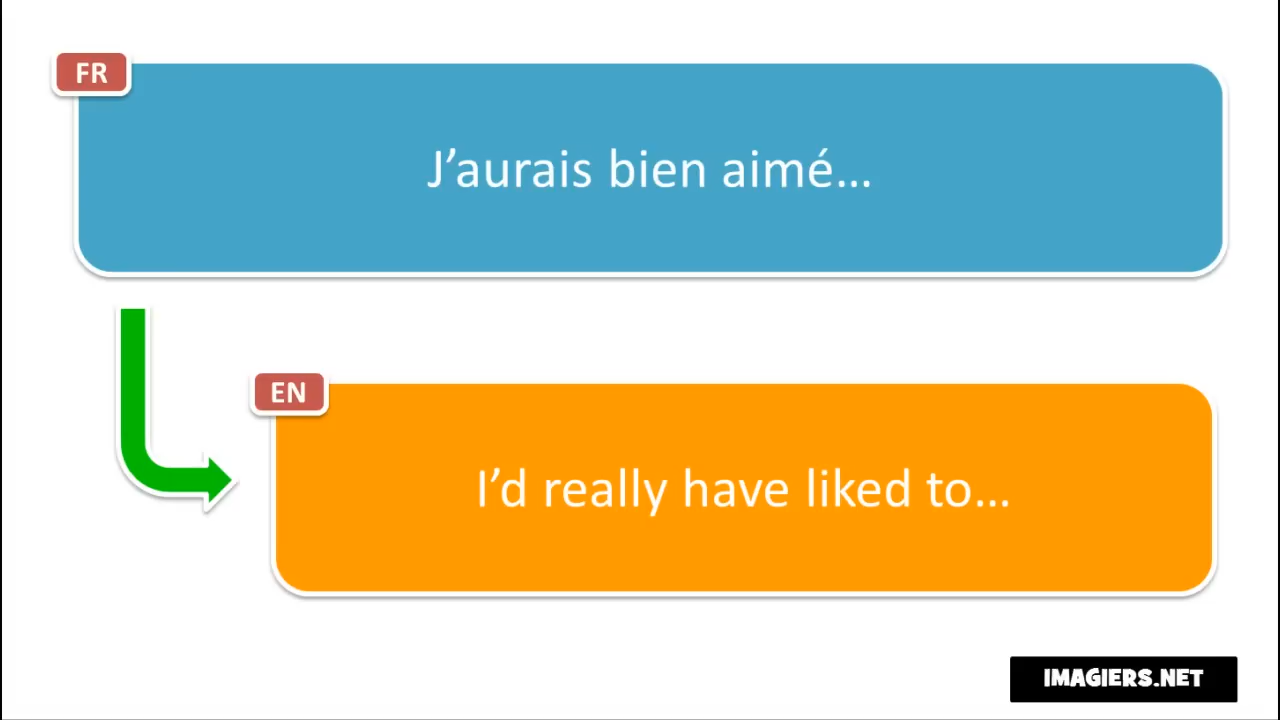 FR
J’aurais bien aimé...
EN
I’d really have liked to...
IMAGIERS.NET